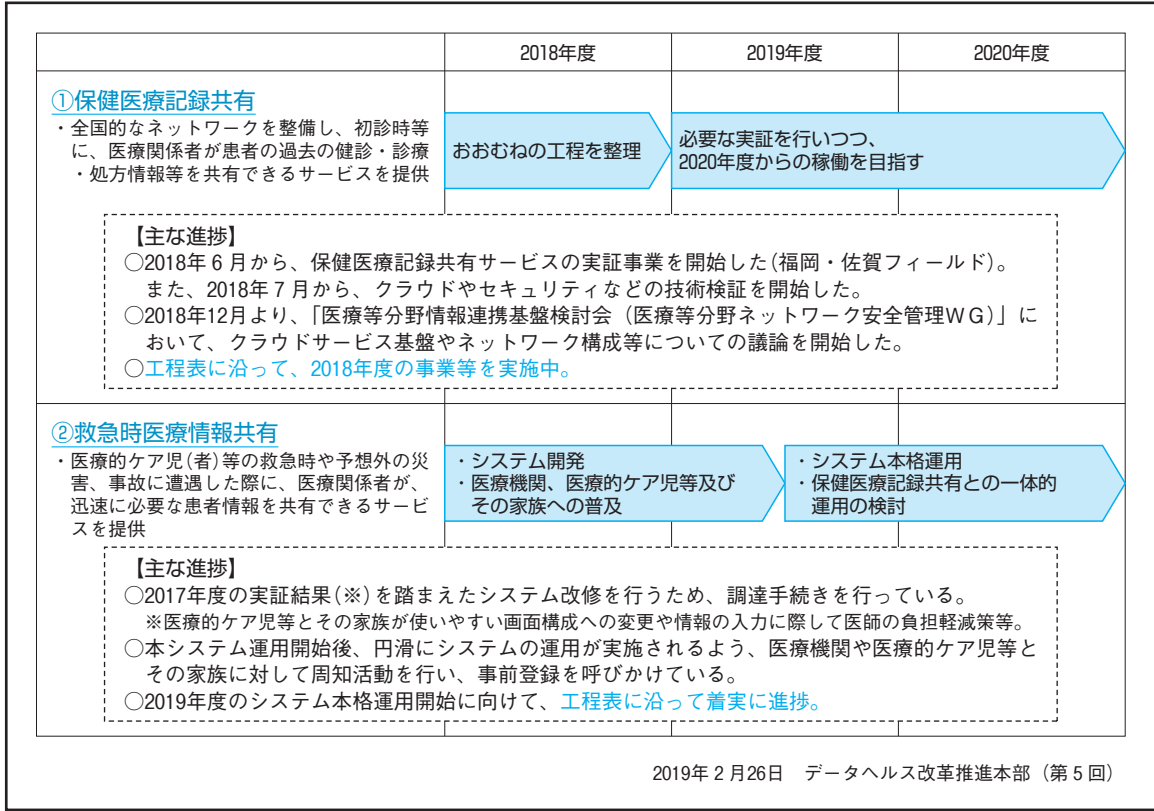 2018年度
2019年度
2020年度
①保健医療記録共有
・全国的なネットワークを整備し、初診時等
に、医療関係者が患者の過去の健診・診療
・処方情報等を共有できるサービスを提供
おおむねの工程を整理
必要な実証を行いつつ、
2020年度からの稼働を目指す
【主な進捗】
○2018年6月から、保健医療記録共有サービスの実証事業を開始した(福岡・佐賀フィールド)。
また、2018年7月から、クラウドやセキュリティなどの技術検証を開始した。
○2018年12月より、「医療等分野情報連携基盤検討会（医療等分野ネットワーク安全管理ＷＧ）」に
おいて、クラウドサービス基盤やネットワーク構成等についての議論を開始した。
○工程表に沿って、2018年度の事業等を実施中。
②救急時医療情報共有
・医療的ケア児(者)等の救急時や予想外の災
害、事故に遭遇した際に、医療関係者が、
迅速に必要な患者情報を共有できるサービ
スを提供
・システム開発
・医療機関、医療的ケア児等及び
その家族への普及
・システム本格運用
・保健医療記録共有との一体的
運用の検討
【主な進捗】
○2017年度の実証結果(※)を踏まえたシステム改修を行うため、調達手続きを行っている。
※医療的ケア児等とその家族が使いやすい画面構成への変更や情報の入力に際して医師の負担軽減策等。
○本システム運用開始後、円滑にシステムの運用が実施されるよう、医療機関や医療的ケア児等と
その家族に対して周知活動を行い、事前登録を呼びかけている。
○2019年度のシステム本格運用開始に向けて、工程表に沿って着実に進捗。
2019年2月26日　データヘルス改革推進本部（第5回）